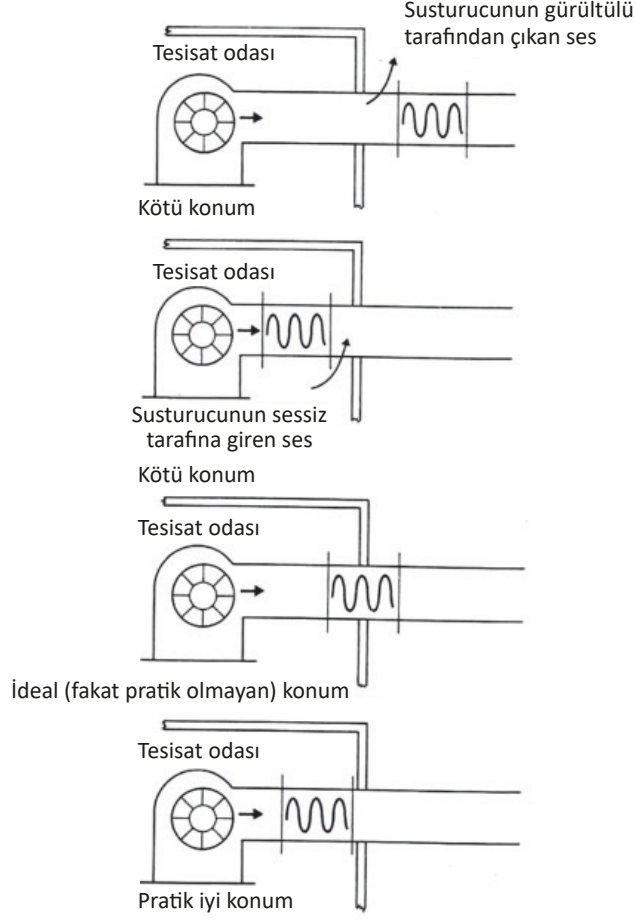 Susturucunun gürültülü
tarafından çıkan ses
Tesisat odası
Kötü konum
Tesisat odası
Susturucunun sessiz
tarafına giren ses
Kötü konum
Tesisat odası
İdeal (fakat pratik olmayan) konum
Tesisat odası
Pratik iyi konum